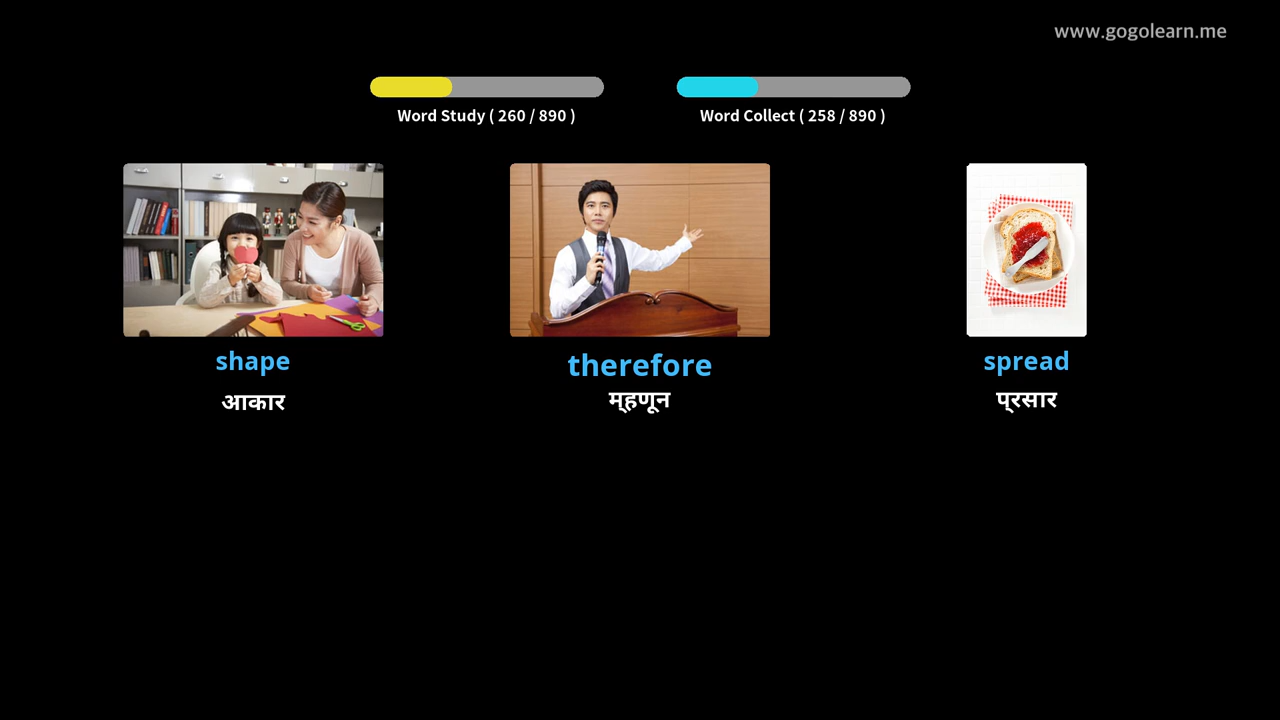 www.gogolearn.me
Word Study ( 260 / 890 )
Word Collect ( 258 / 890 )
shape
therefore
spread
आकार
म्हणून
प्रसार